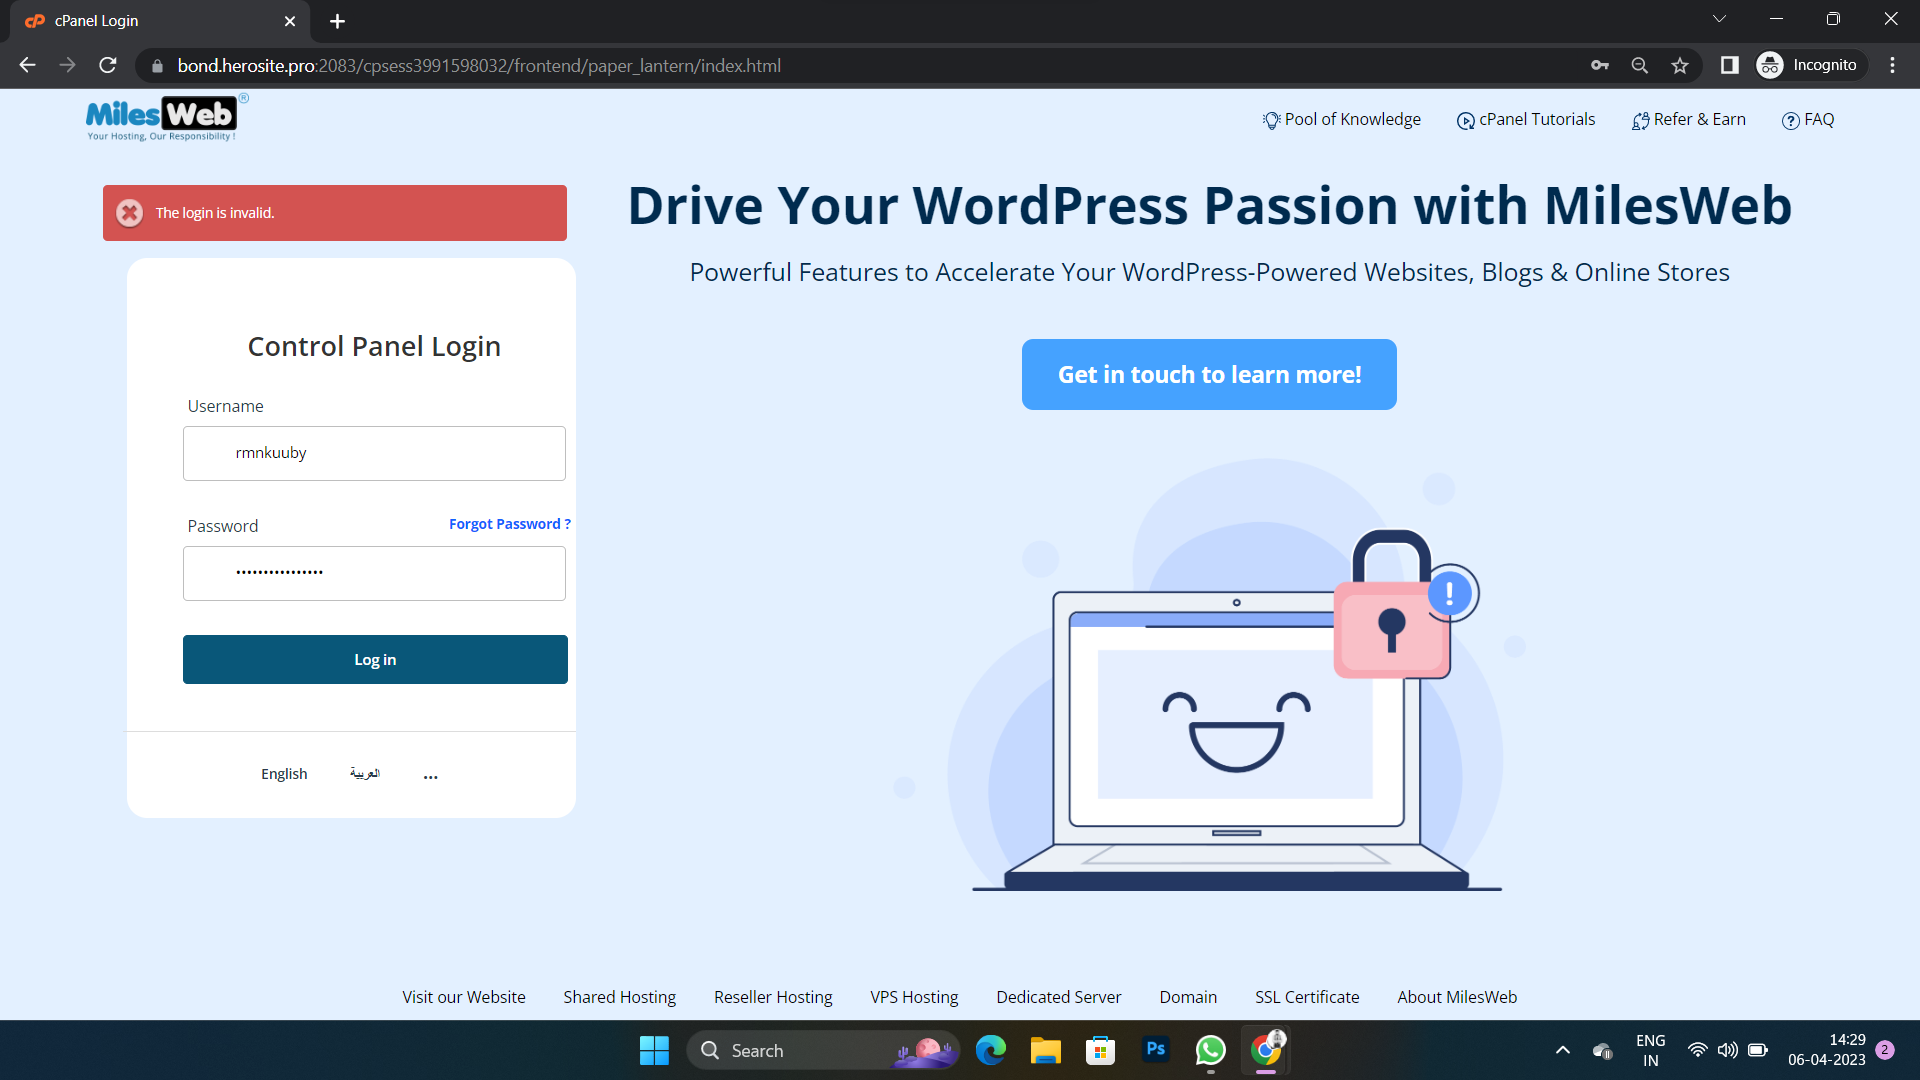 cPanel Login
bond.herosite.pro:2083/cpsess3991598032/frontend/paper_lantern/index.html
Incognito
MilesWeb®
Your Hosting, Our Responsibility !
Pool of Knowledge
cPanel Tutorials
Refer & Earn
FAQ
The login is invalid.
Drive Your WordPress Passion with MilesWeb
Powerful Features to Accelerate Your WordPress-Powered Websites, Blogs & Online Stores
Get in touch to learn more!
Control Panel Login
Username
rmnkuuby
Password
Forgot Password ?
••••••••••••••••
Log in
English
العربية
...
Visit our Website
Shared Hosting
Reseller Hosting
VPS Hosting
Dedicated Server
Domain
SSL Certificate
About MilesWeb
Search
Ps
ENG
IN
14:29
06-04-2023
2